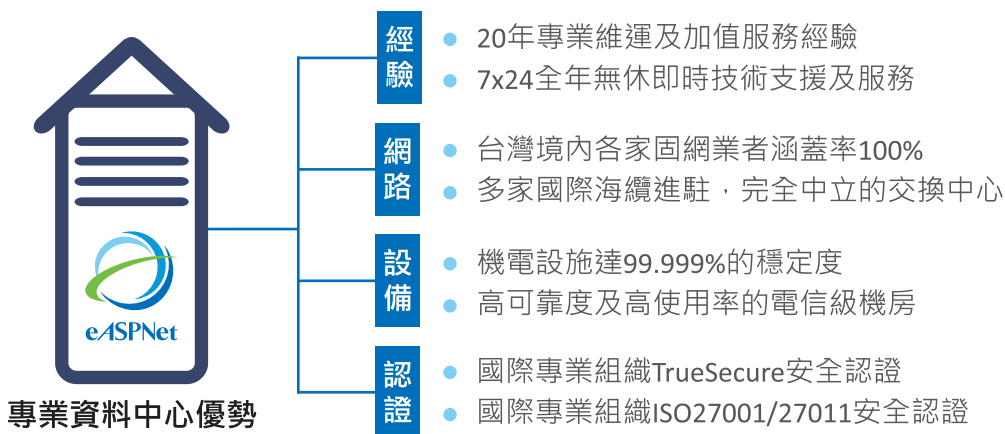 經驗
20年專業維運及加值服務經驗
7x24全年無休即時技術支援及服務
網路
台灣境內各家固網業者涵蓋率100%
多家國際海纜進駐，完全中立的交換中心
設備
機電設施達99.999%的穩定度
高可靠度及高使用率的電信級機房
認證
國際專業組織TrueSecure安全認證
國際專業組織ISO27001/27011安全認證
eASPNet
專業資料中心優勢